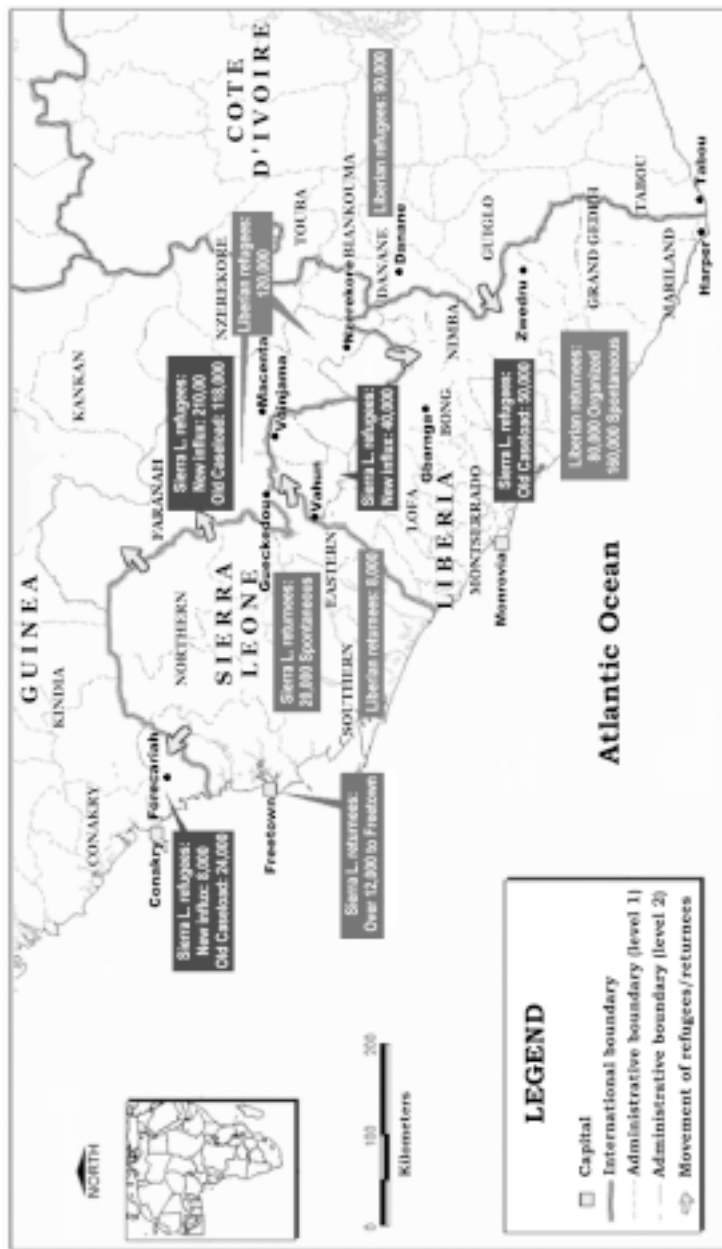 GUINEA
KINDIA
CONAKRY
FARANAH
KANKAN
NZEREKORE
TOUBA
COTE
D'IVOIRE
BIANKOUMA
DANANE
GUIGLO
TABOU
GRAND GEDEH
MARILAND
NIMBA
BONG
LOFA
MONTSERRADO
LIBERIA
SIERRA
LEONE
NORTHERN
EASTERN
SOUTHERN
Conakry
Forecariah
Freetown
Gueckedou
Macenta
Voinjama
Vahun
Nzerekore
Danane
Gbarnga
Zwedru
Monrovia
Harper
Tabou
Atlantic Ocean
Sierra L. refugees:
New influx: 8,000
Old Caseload: 24,000
Sierra L. returnees:
Over 12,000 to Freetown
Sierra L. refugees:
New influx: 210,00
Old Caseload: 118,000
Liberian refugees:
120,000
Liberian refugees: 90,000
Sierra L. returnees:
20,000 Spontaneous
Liberian returnees: 8,000
Sierra L. refugees:
New influx: 40,000
Sierra L. refugees:
Old Caseload: 50,000
Liberian returnees:
80,000 Organized
160,000 Spontaneous
NORTH
0 100 200
Kilometers
LEGEND
Capital
International boundary
Administrative boundary (level 1)
Administrative boundary (level 2)
Movement of refugees/returnees